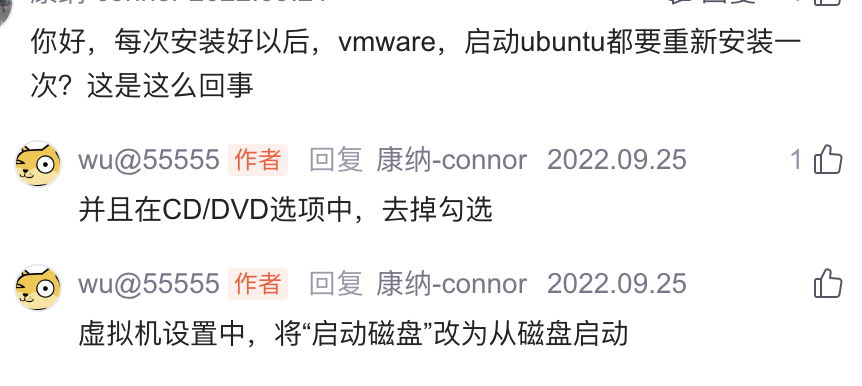 你好，每次安装好以后，vmware，启动ubuntu都要重新安装一
次？这是这么回事
wu@55555 作者 回复 康纳-connor 2022.09.25 1
并且在CD/DVD选项中，去掉勾选
wu@55555 作者 回复 康纳-connor 2022.09.25
虚拟机设置中，将“启动磁盘”改为从磁盘启动